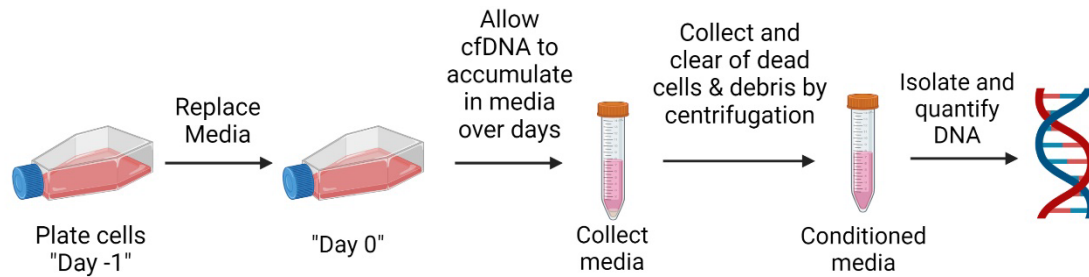 Plate cells
"Day -1"
Replace
Media
"Day 0"
Allow
cfDNA to
accumulate
in media
over days
Collect
media
Collect and
clear of dead
cells & debris by
centrifugation
Conditioned
media
Isolate and
quantify
DNA